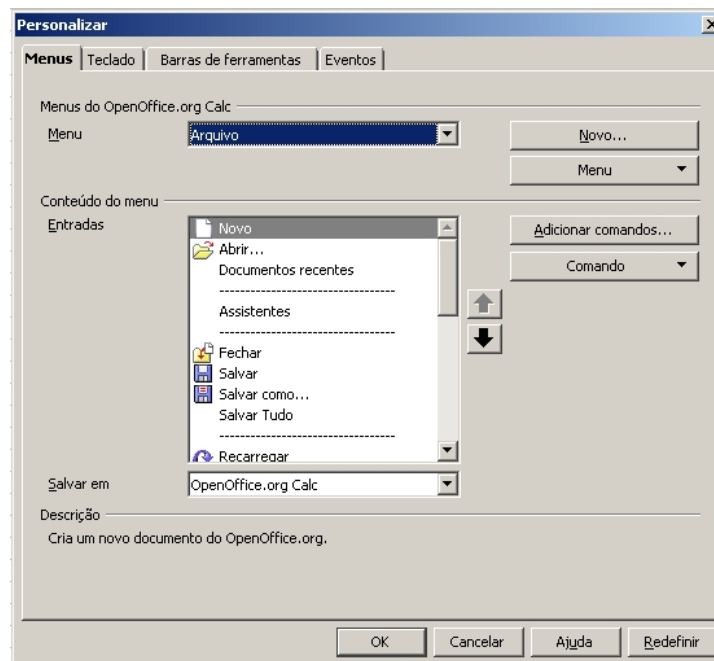 Personalizar
Menus Teclado Barras de ferramentas Eventos
Menus do OpenOffice.org Calc
Menu Arquivo Novo...
Menu
Conteúdo do menu
Entradas Novo Adicionar comandos...
Abrir...
Documentos recentes Comando
Assistentes
Fechar
Salvar
Salvar como...
Salvar Tudo
Recarregar
Salvar em OpenOffice.org Calc
Descrição
Cria um novo documento do OpenOffice.org.
OK Cancelar Ajuda Redefinir